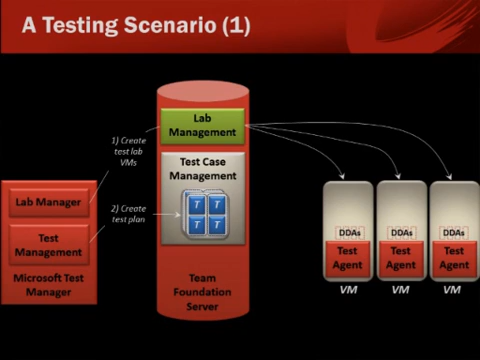 A Testing Scenario (1)
Lab
Management
1) Create
test lab
VMs
Test Case
Management
Lab Manager
2) Create
test plan
T T
T T
Test
Management
Microsoft Test
Manager
Team
Foundation
Server
DDAs
Test
Agent
VM
DDAs
Test
Agent
VM
DDAs
Test
Agent
VM